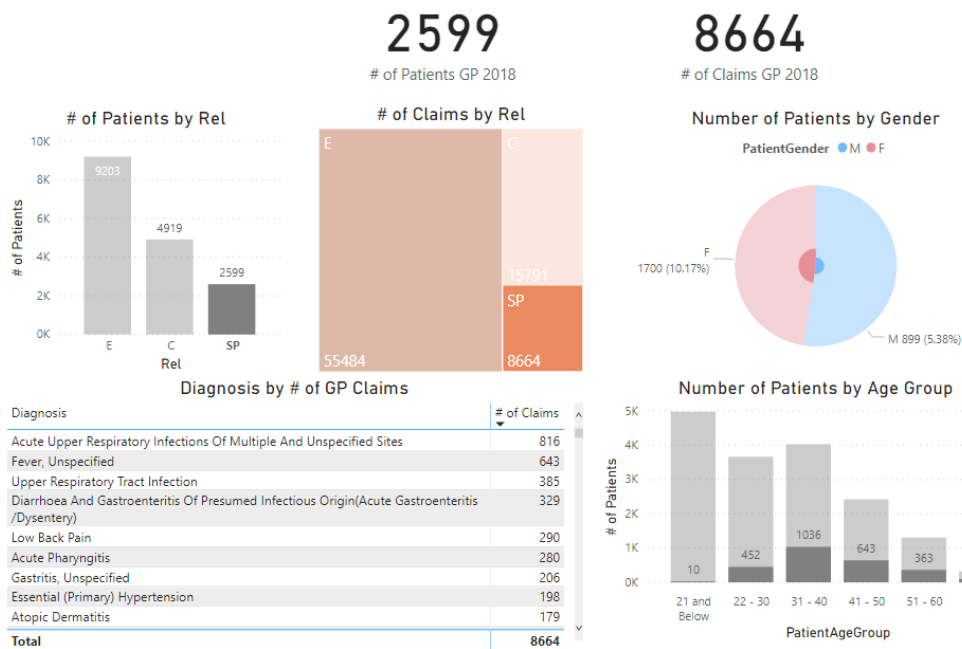 2599
# of Patients GP 2018
8664
# of Claims GP 2018
# of Patients by Rel
10K
8K
6K
4K
2K
0K
# of Patients
9203
4919
2599
E
C
SP
Rel
# of Claims by Rel
E
55484
C
15791
SP
8664
Number of Patients by Gender
PatientGender M F
F
1700 (10.17%)
M 899 (5.38%)
Diagnosis by # of GP Claims
Diagnosis # of Claims
Acute Upper Respiratory Infections Of Multiple And Unspecified Sites 816
Fever, Unspecified 643
Upper Respiratory Tract Infection 385
Diarrhoea And Gastroenteritis Of Presumed Infectious Origin(Acute Gastroenteritis 329
/Dysentery)
Low Back Pain 290
Acute Pharyngitis 280
Gastritis, Unspecified 206
Essential (Primary) Hypertension 198
Atopic Dermatitis 179
Total 8664
Number of Patients by Age Group
5K
4K
3K
2K
1K
0K
# of Patients
10
452
1036
643
363
21 and
Below
22 - 30
31 - 40
41 - 50
51 - 60
PatientAgeGroup